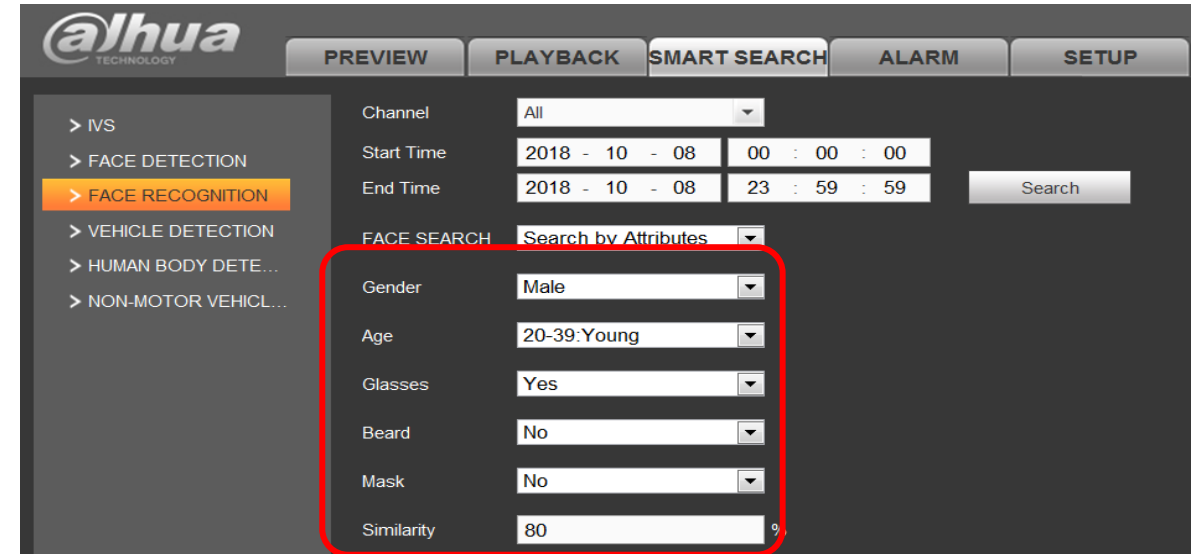 alhua
TECHNOLOGY
PREVIEW PLAYBACK SMART SEARCH ALARM SETUP
> IVS
> FACE DETECTION
> FACE RECOGNITION
> VEHICLE DETECTION
> HUMAN BODY DETE...
> NON-MOTOR VEHICL...
Channel All
Start Time 2018 - 10 - 08 00 : 00 : 00
End Time 2018 - 10 - 08 23 : 59 : 59 Search
FACE SEARCH Search by Attributes
Gender Male
Age 20-39:Young
Glasses Yes
Beard No
Mask No
Similarity 80 %